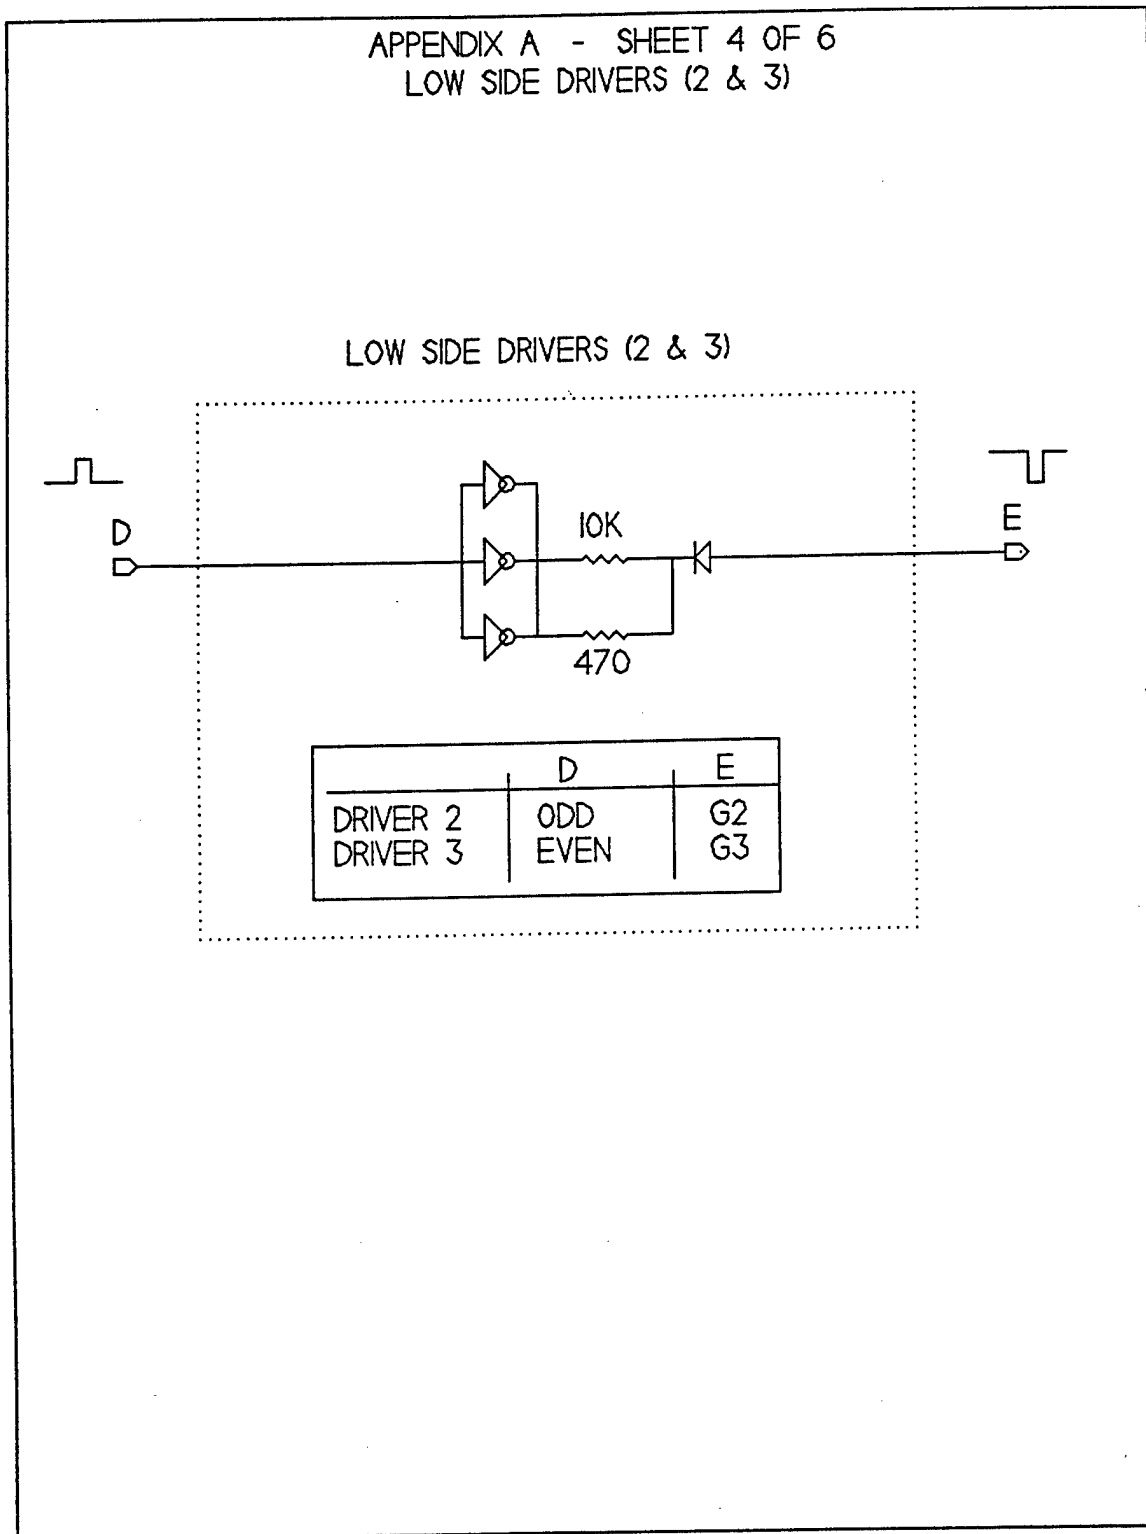 APPENDIX A - SHEET 4 OF 6
LOW SIDE DRIVERS (2 & 3)
LOW SIDE DRIVERS (2 & 3)
D
E
10K
470
D E
DRIVER 2 ODD G2
DRIVER 3 EVEN G3